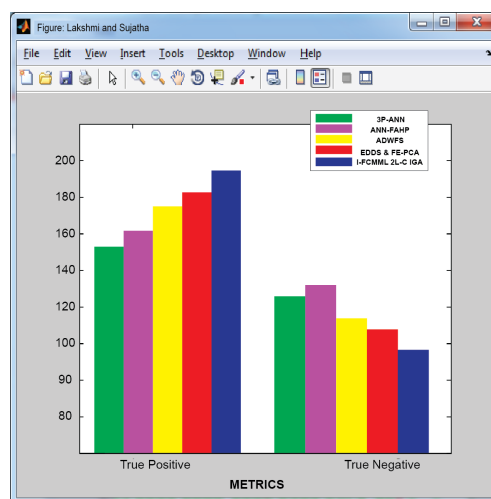 Figure: Lakshmi and Sujatha
File Edit View Insert Tools Desktop Window Help
3P-ANN
ANN-FAHP
ADWFS
EDDS & FE-PCA
I-FCMML 2L-C IGA
200
180
160
140
120
100
90
80
True Positive True Negative
METRICS